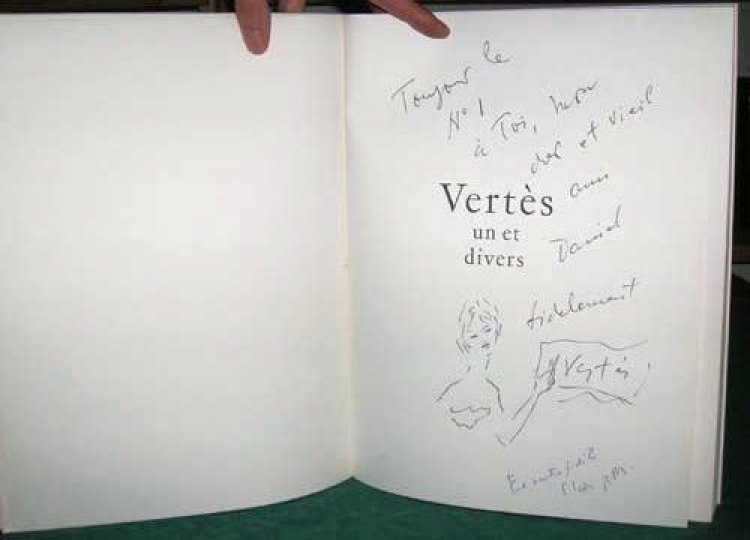 Toujours le
N°1
à Toi, mon
cher et vieil
ami
Daniel
fidèlement
Vertès
un et
divers
Vertès